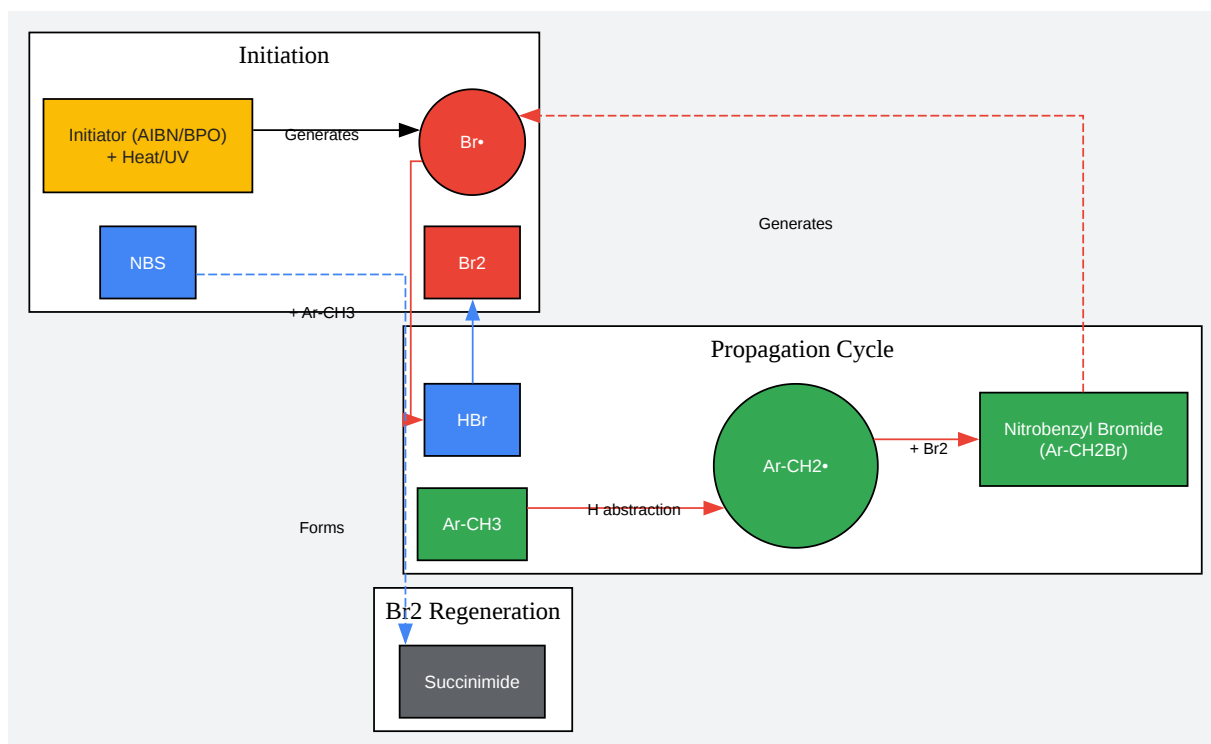 Initiation
Initiator (AIBN/BPO)
+ Heat/UV
Generates
Br•
NBS
Br2
Generates
+ Ar-CH3
Propagation Cycle
HBr
Ar-CH2•
Nitrobenzyl Bromide
(Ar-CH2Br)
+ Br2
Ar-CH3
H abstraction
Forms
Br2 Regeneration
Succinimide